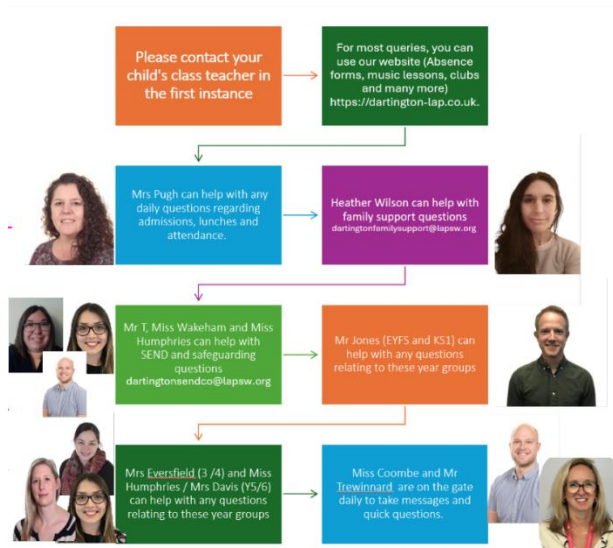 Please contact your
child's class teacher in
the first instance
For most queries, you can
use our website (Absence
forms, music lessons, clubs
and many more)
https://dartington-lap.co.uk.
Mrs Pugh can help with any
daily questions regarding
admissions, lunches and
attendance.
Heather Wilson can help with
family support questions
dartingtonfamilysupport@lapsw.org
Mr T, Miss Wakeham and Miss
Humphries can help with
SEND and safeguarding
questions
dartingtonsendco@lapsw.org
Mr Jones (EYFS and KS1) can
help with any questions
relating to these year groups
Mrs Eversfield (3 /4) and Miss
Humphries / Mrs Davis (Y5/6)
can help with any questions
relating to these year groups
Miss Coombe and Mr
Trewinnard are on the gate
daily to take messages and
quick questions.